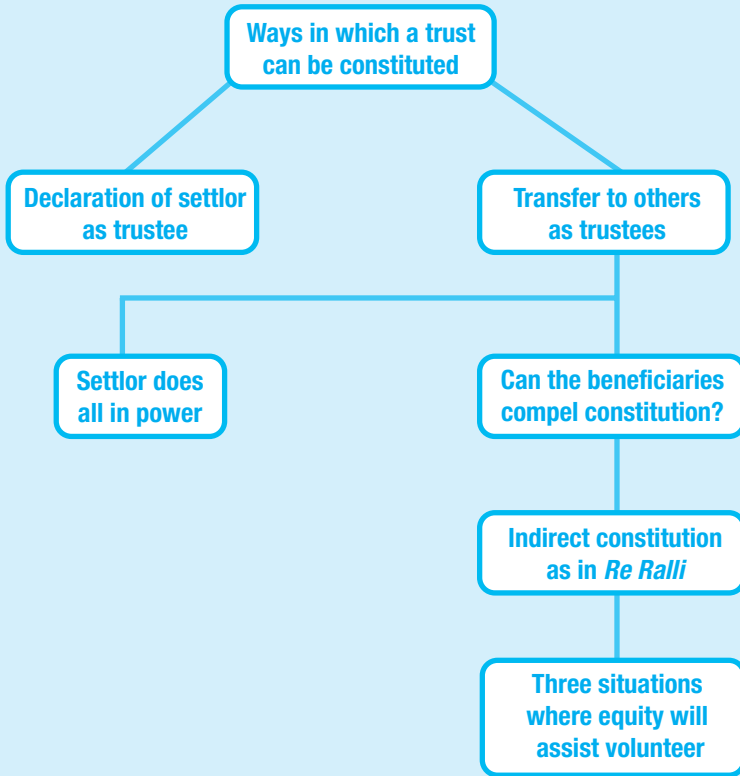 Ways in which a trust
can be constituted
Declaration of settlor
as trustee
Transfer to others
as trustees
Settlor does
all in power
Can the beneficiaries
compel constitution?
Indirect constitution
as in Re Ralli
Three situations
where equity will
assist volunteer